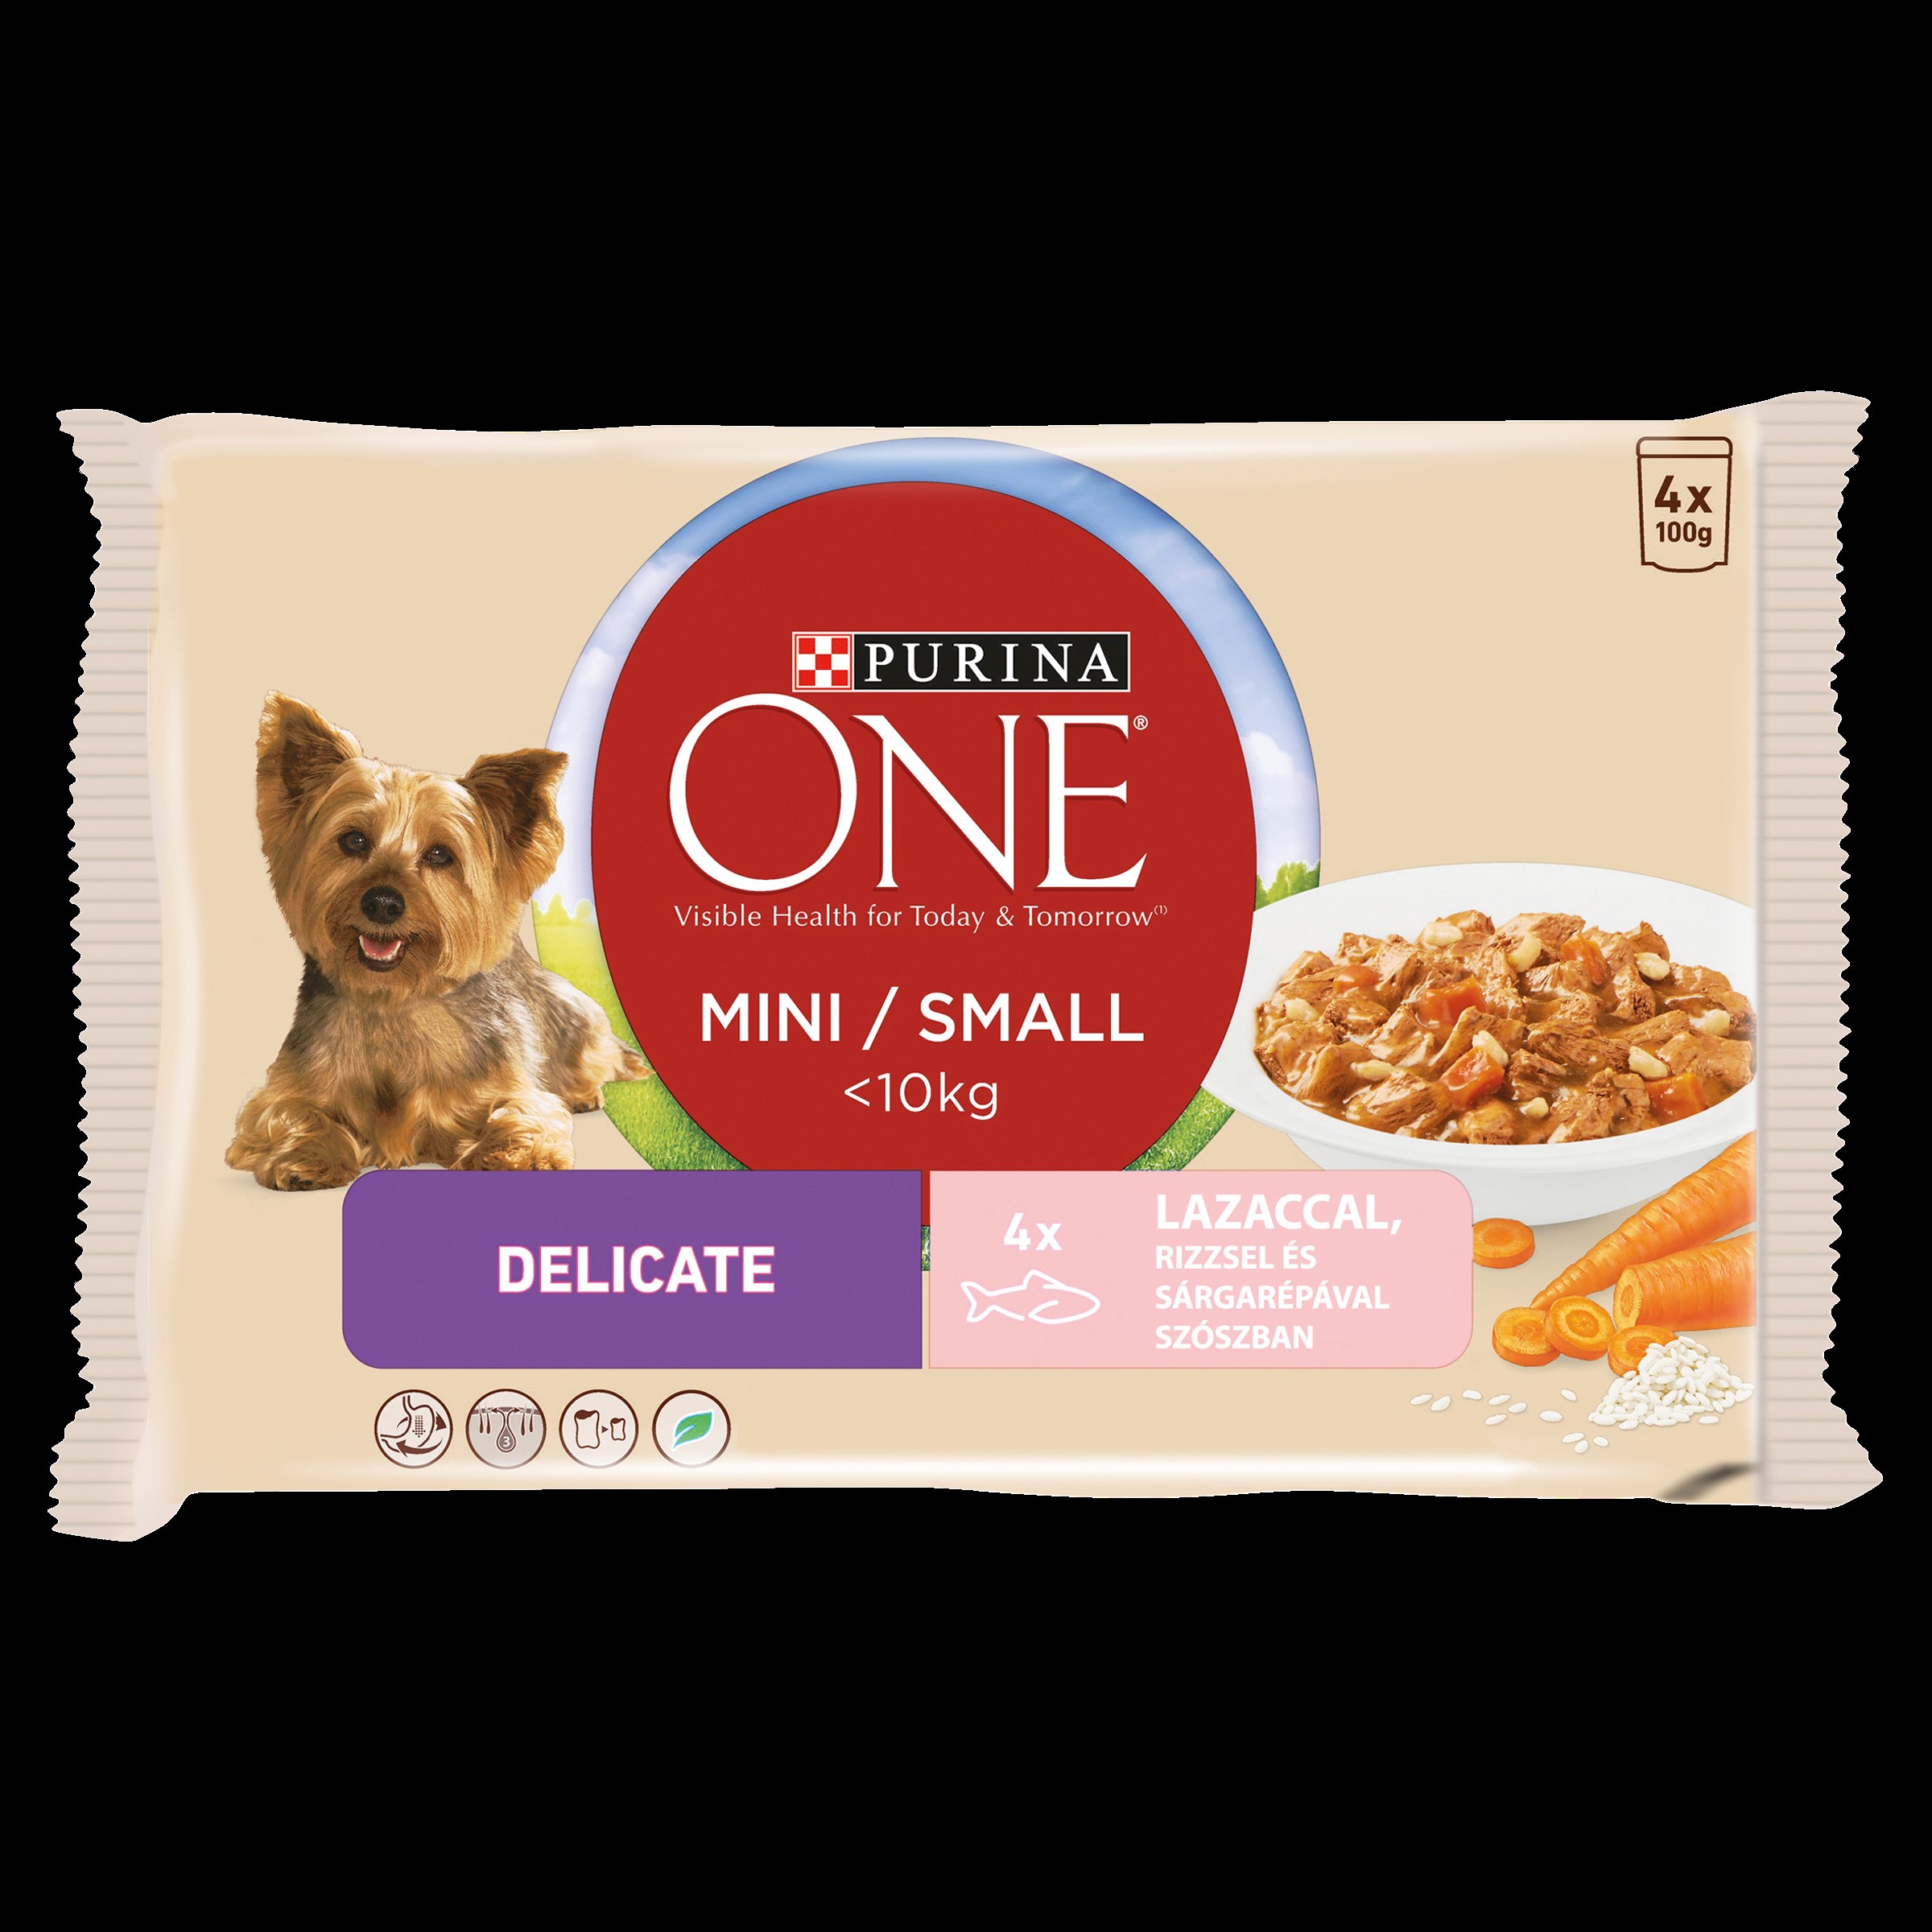 4x
100g
PURINA
ONE®
Visible Health for Today & Tomorrow(1)
MINI / SMALL
<10kg
DELICATE
4x
LAZACCAL,
RIZZSEL ÉS
SÁRGARÉPÁVAL
SZÓSZBAN
3